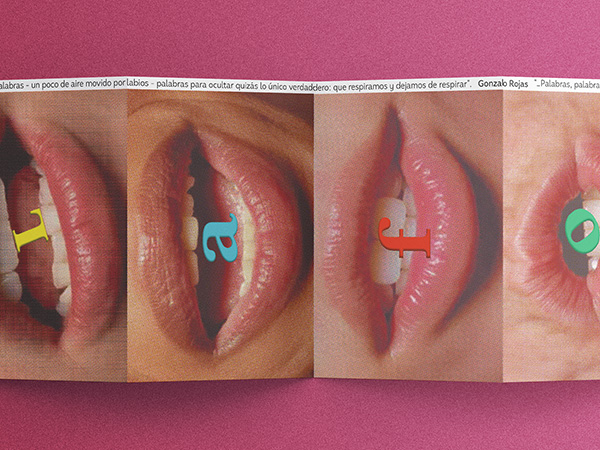 alabras - un poco de aire movido por labios - palabras para ocultar quizás lo único verdaddero: que respiramos y dejamos de respirar". Gonzalo Rojas "..Palabras, palabra
r
a
f
o